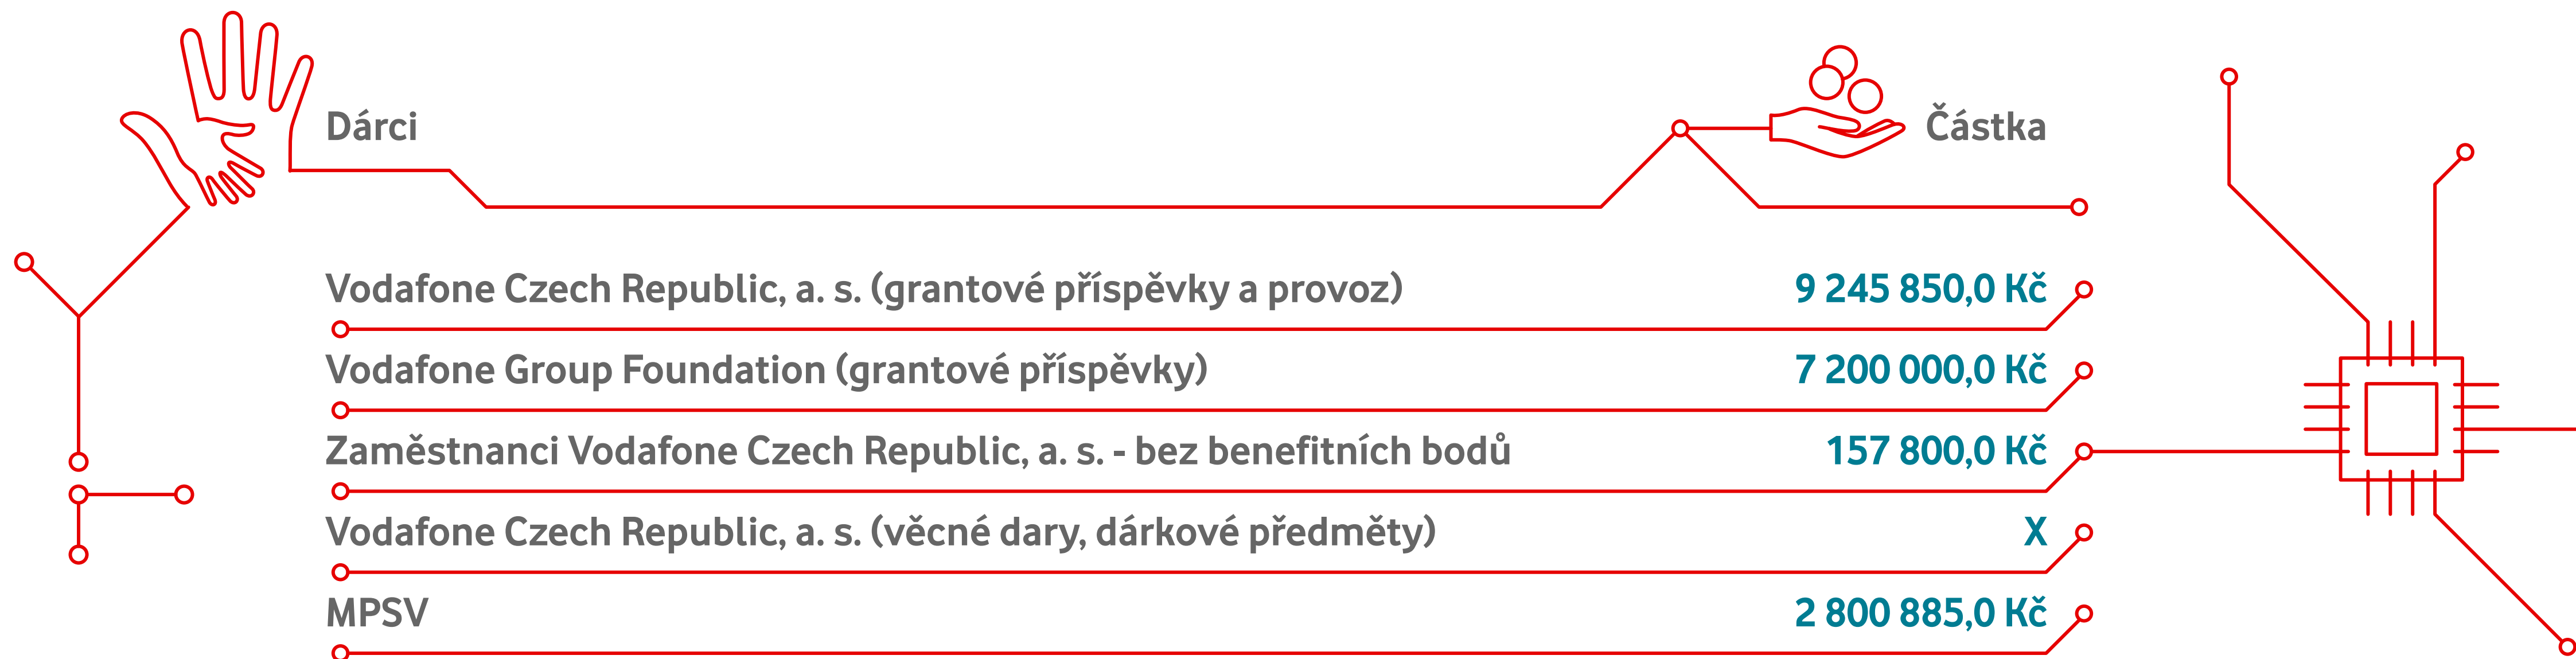 Dárci Částka
Vodafone Czech Republic, a. s. (grantové příspěvky a provoz) 9 245 850,0 Kč
Vodafone Group Foundation (grantové příspěvky) 7 200 000,0 Kč
Zaměstnanci Vodafone Czech Republic, a. s. - bez benefitních bodů 157 800,0 Kč
Vodafone Czech Republic, a. s. (věcné dary, dárkové předměty) X
MPSV 2 800 885,0 Kč